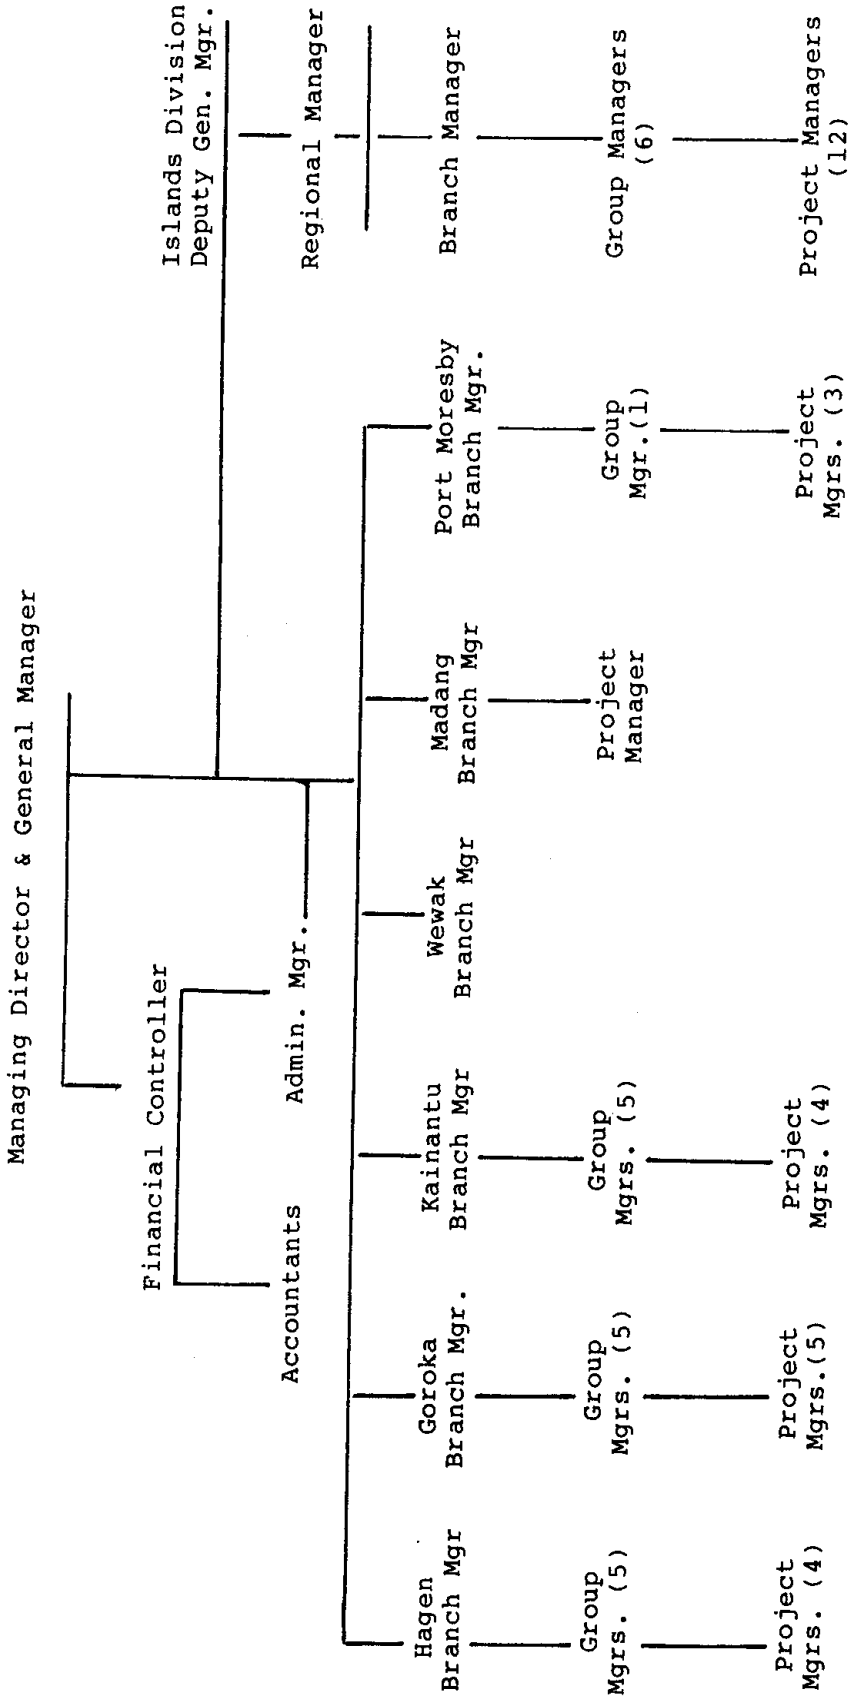 Managing Director & General Manager
Islands Division
Deputy Gen. Mgr.
Financial Controller
Regional Manager
Accountants
Admin. Mgr.
Hagen
Branch Mgr
Goroka
Branch Mgr.
Kainantu
Branch Mgr
Wewak
Branch Mgr
Madang
Branch Mgr
Port Moresby
Branch Mgr.
Branch Manager
Group
Mgrs. (5)
Group
Mgrs. (5)
Group
Mgrs. (5)
Project
Manager
Group
Mgr.(1)
Group Managers
(6)
Project
Mgrs. (4)
Project
Mgrs.(5)
Project
Mgrs. (4)
Project
Mgrs. (3)
Project Managers
(12)